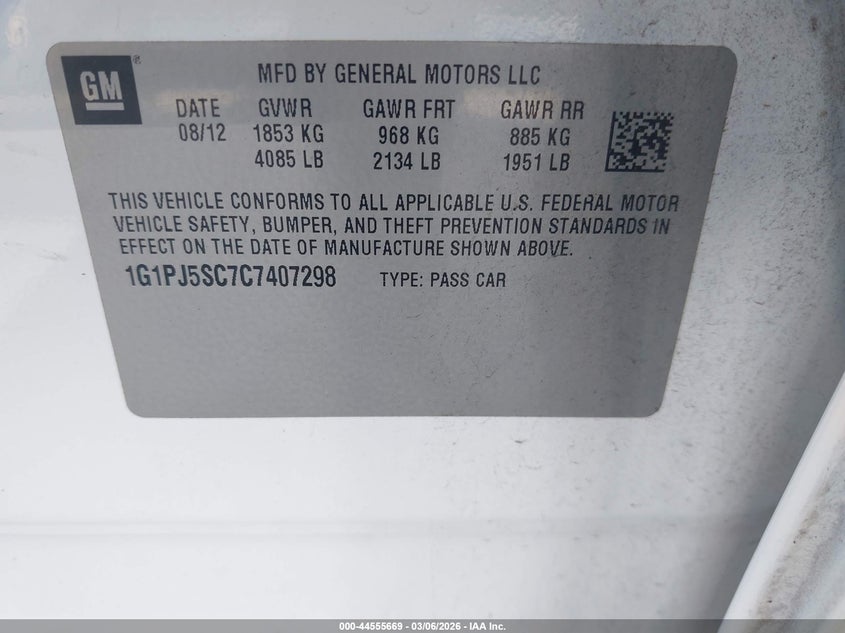 GM
MFD BY GENERAL MOTORS LLC
DATE GVWR GAWR FRT GAWR RR
08/12 1853 KG 968 KG 885 KG
4085 LB 2134 LB 1951 LB
THIS VEHICLE CONFORMS TO ALL APPLICABLE U.S. FEDERAL MOTOR
VEHICLE SAFETY, BUMPER, AND THEFT PREVENTION STANDARDS IN
EFFECT ON THE DATE OF MANUFACTURE SHOWN ABOVE.
1G1PJ5SC7C7407298 TYPE: PASS CAR
000-44555669 - 03/06/2026 - IAA Inc.